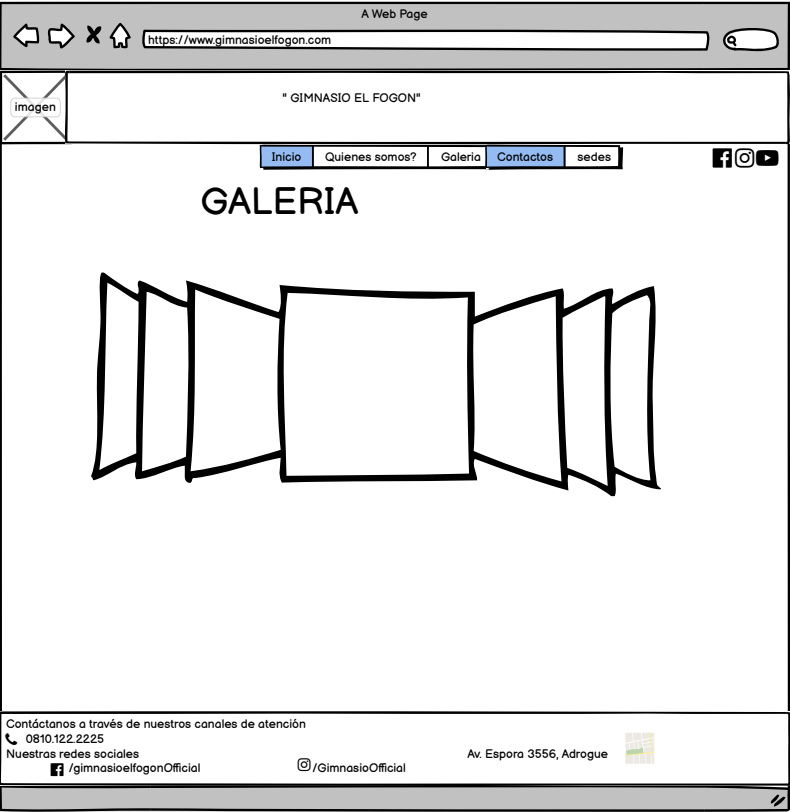 A Web Page
https://www.gimnasioelfogon.com
imagen
" GIMNASIO EL FOGON"
Inicio Quienes somos? Galeria Contactos sedes
GALERIA
Contáctanos a través de nuestros canales de atención
0810.122.2225
Nuestras redes sociales
Av. Espora 3556, Adrogue
/gimnasioelfogonOfficial /GimnasioOfficial